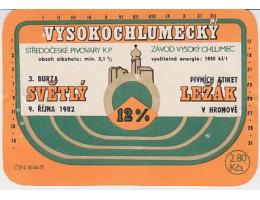 VYSOKOCHLUMECKÝ
STŘEDOČESKÉ PIVOVARY K.P. ZÁVOD VYSOKÝ CHLUMEC
obsah alkoholu: min. 3,1% využitelná energie: 1850 kJ/l
3. BURZA PIVNÍCH ETIKET
SVĚTLÝ LEŽÁK
9. ŘÍJNA 1982 V HRONOVĚ
12%
2.80 Kčs
ČSN 56 6635